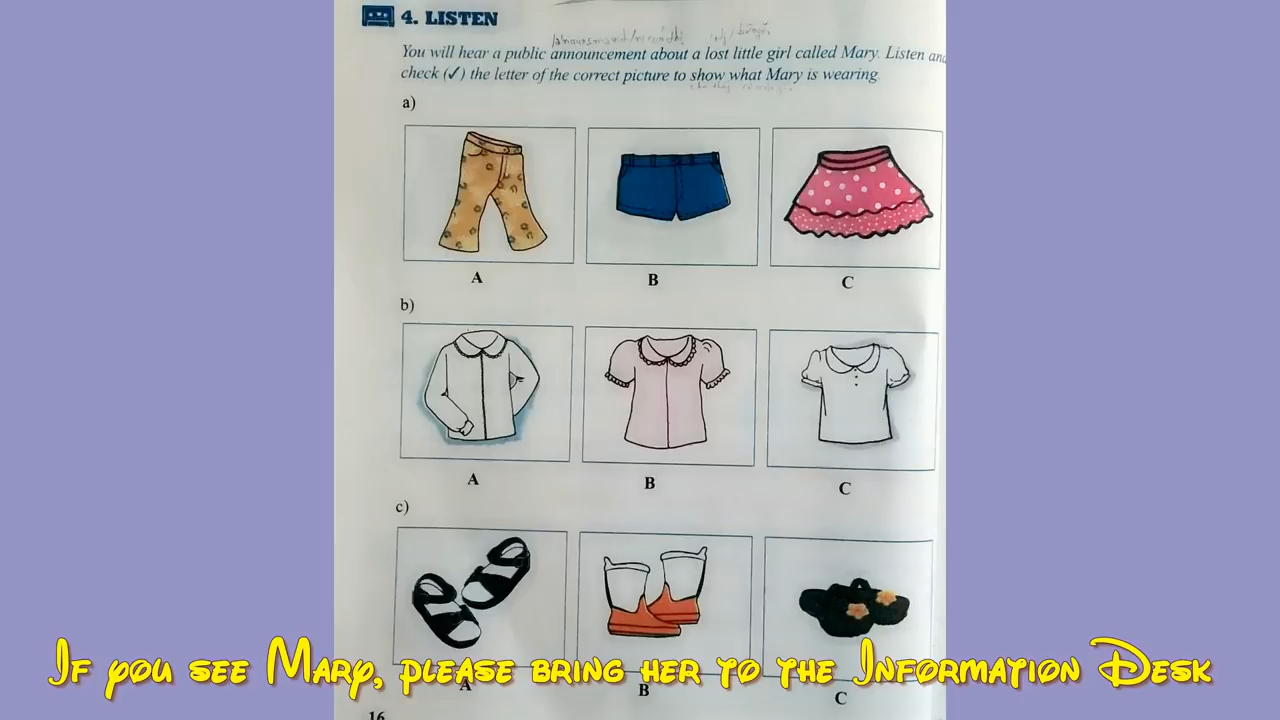 4. LISTEN
You will hear a public announcement about a lost little girl called Mary. Listen and
check (✓) the letter of the correct picture to show what Mary is wearing.
a)
A B C
b)
A B C
c)
If you see Mary, please bring her to the Information Desk
A B C
16